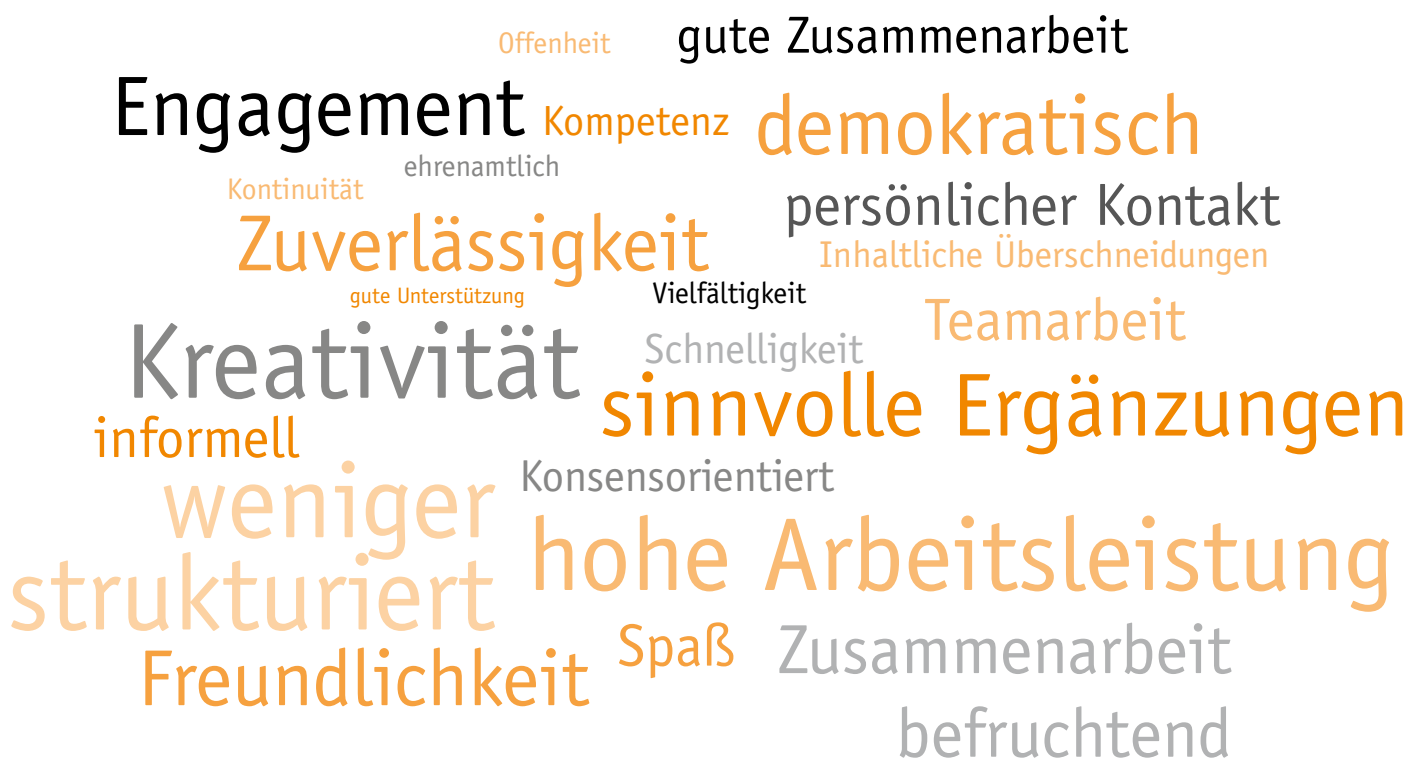 Offenheit
gute Zusammenarbeit
Engagement
Kompetenz
demokratisch
ehrenamtlich
Kontinuität
persönlicher Kontakt
Zuverlässigkeit
Inhaltliche Überschneidungen
gute Unterstützung
Vielfältigkeit
Teamarbeit
Kreativität
Schnelligkeit
sinnvolle Ergänzungen
informell
Konsensorientiert
weniger
strukturiert
hohe Arbeitsleistung
Freundlichkeit
Spaß
Zusammenarbeit
befruchtend